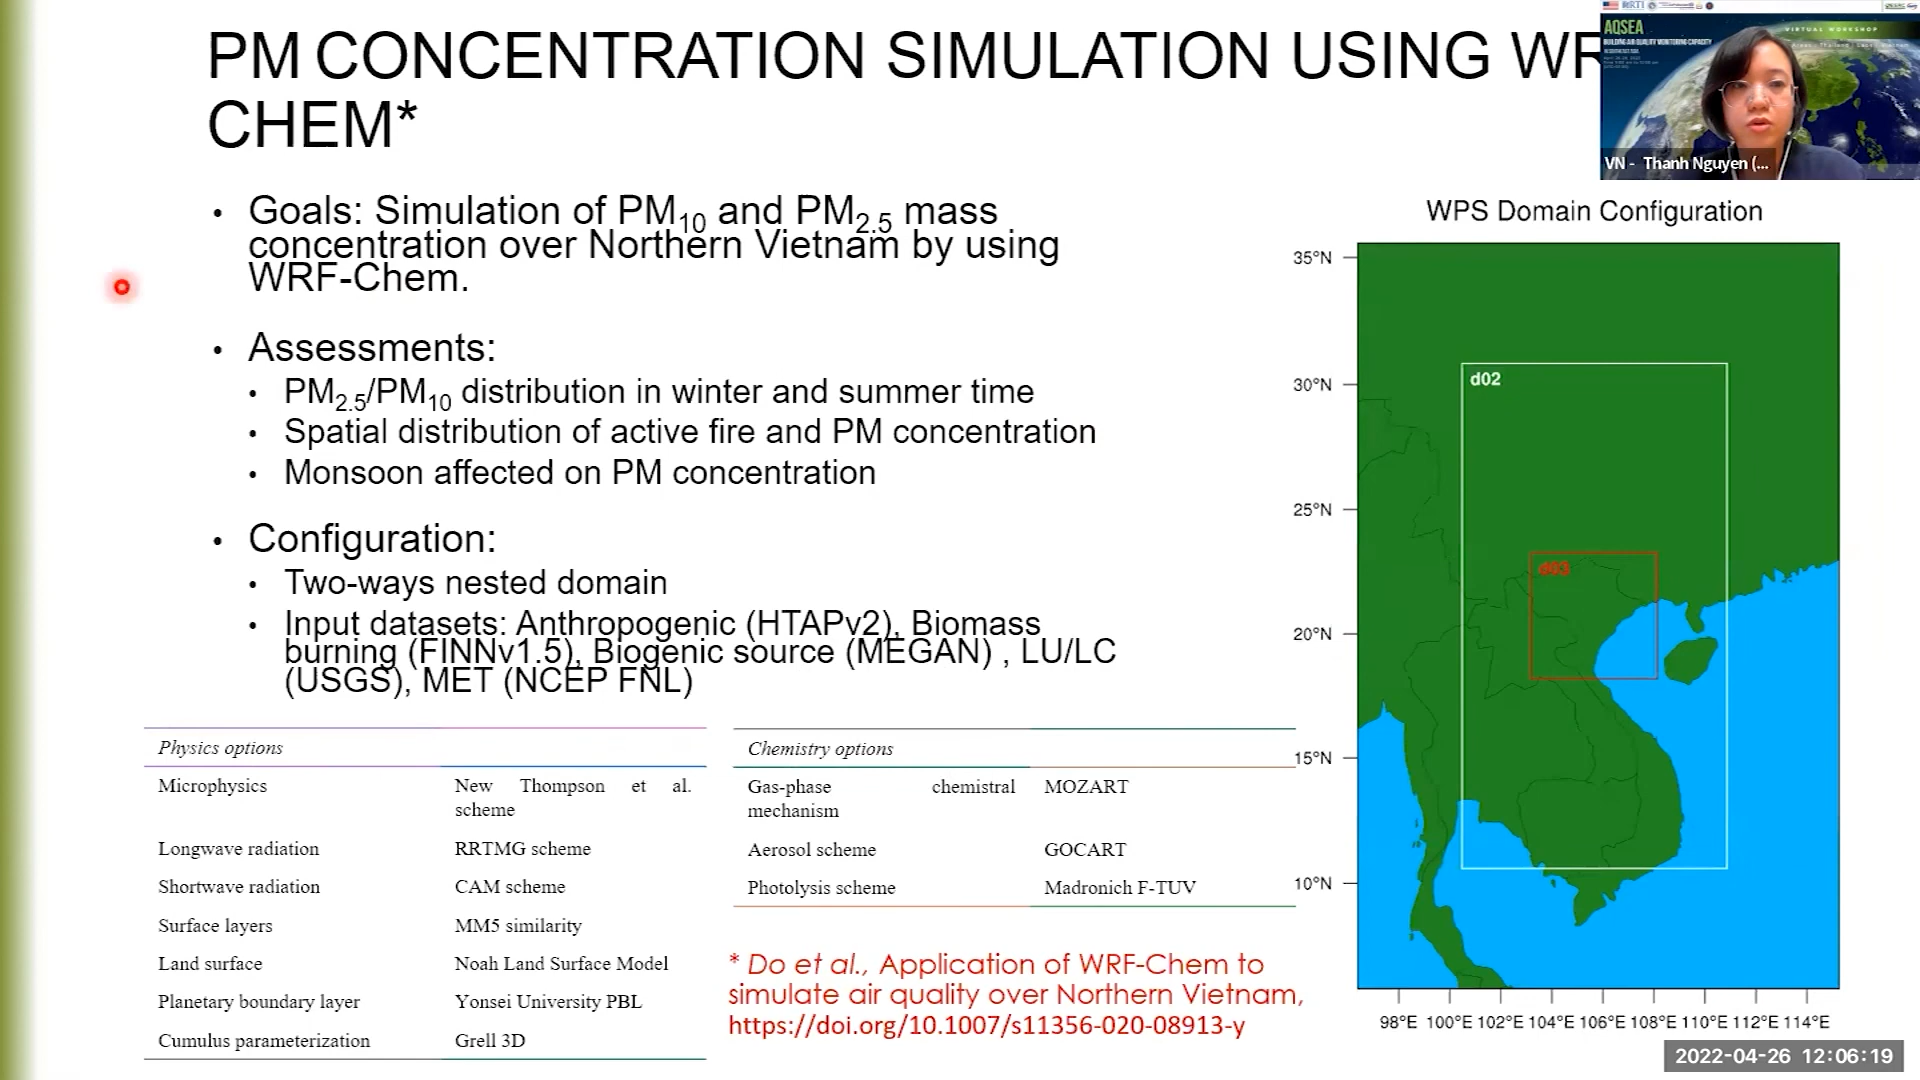 PM CONCENTRATION SIMULATION USING WRF
CHEM*
AQSEA
BUILDING AIR QUALITY MONITORING CAPACITY
VIRTUAL WORKSHOP
VN - Thanh Nguyen (...
• Goals: Simulation of PM10 and PM2.5 mass
concentration over Northern Vietnam by using
WRF-Chem.
• Assessments:
• PM2.5/PM10 distribution in winter and summer time
• Spatial distribution of active fire and PM concentration
• Monsoon affected on PM concentration
• Configuration:
• Two-ways nested domain
• Input datasets: Anthropogenic (HTAPv2), Biomass
burning (FINNv1.5), Biogenic source (MEGAN) , LU/LC
(USGS), MET (NCEP FNL)
Physics options
Microphysics New Thompson et al.
scheme
Longwave radiation RRTMG scheme
Shortwave radiation CAM scheme
Surface layers MM5 similarity
Land surface Noah Land Surface Model
Planetary boundary layer Yonsei University PBL
Cumulus parameterization Grell 3D
Chemistry options
Gas-phase chemistral MOZART
mechanism
Aerosol scheme GOCART
Photolysis scheme Madronich F-TUV
* Do et al., Application of WRF-Chem to
simulate air quality over Northern Vietnam,
https://doi.org/10.1007/s11356-020-08913-y
WPS Domain Configuration
35°N
30°N
25°N
20°N
15°N
10°N
d02
d03
98°E 100°E 102°E 104°E 106°E 108°E 110°E 112°E 114°E
2022-04-26 12:06:19